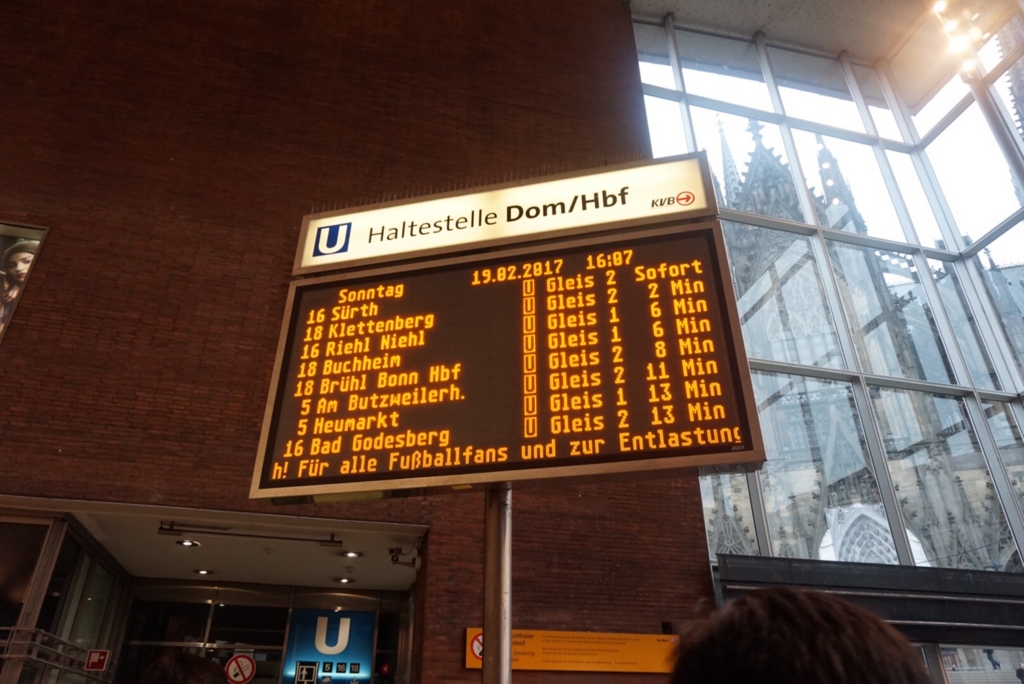 U Haltestelle Dom/Hbf KVB
Sonntag 19.02.2017 16:07
16 Sürth U Gleis 2 Sofort
18 Klettenberg U Gleis 2 2 Min
16 Riehl Niehl U Gleis 1 6 Min
18 Buchheim U Gleis 1 6 Min
18 Brühl Bonn Hbf U Gleis 2 8 Min
5 Am Butzweilerh. U Gleis 2 11 Min
5 Heumarkt U Gleis 1 13 Min
16 Bad Godesberg U Gleis 2 13 Min
h! Für alle Fußballfans und zur Entlastung
U
5 16 18